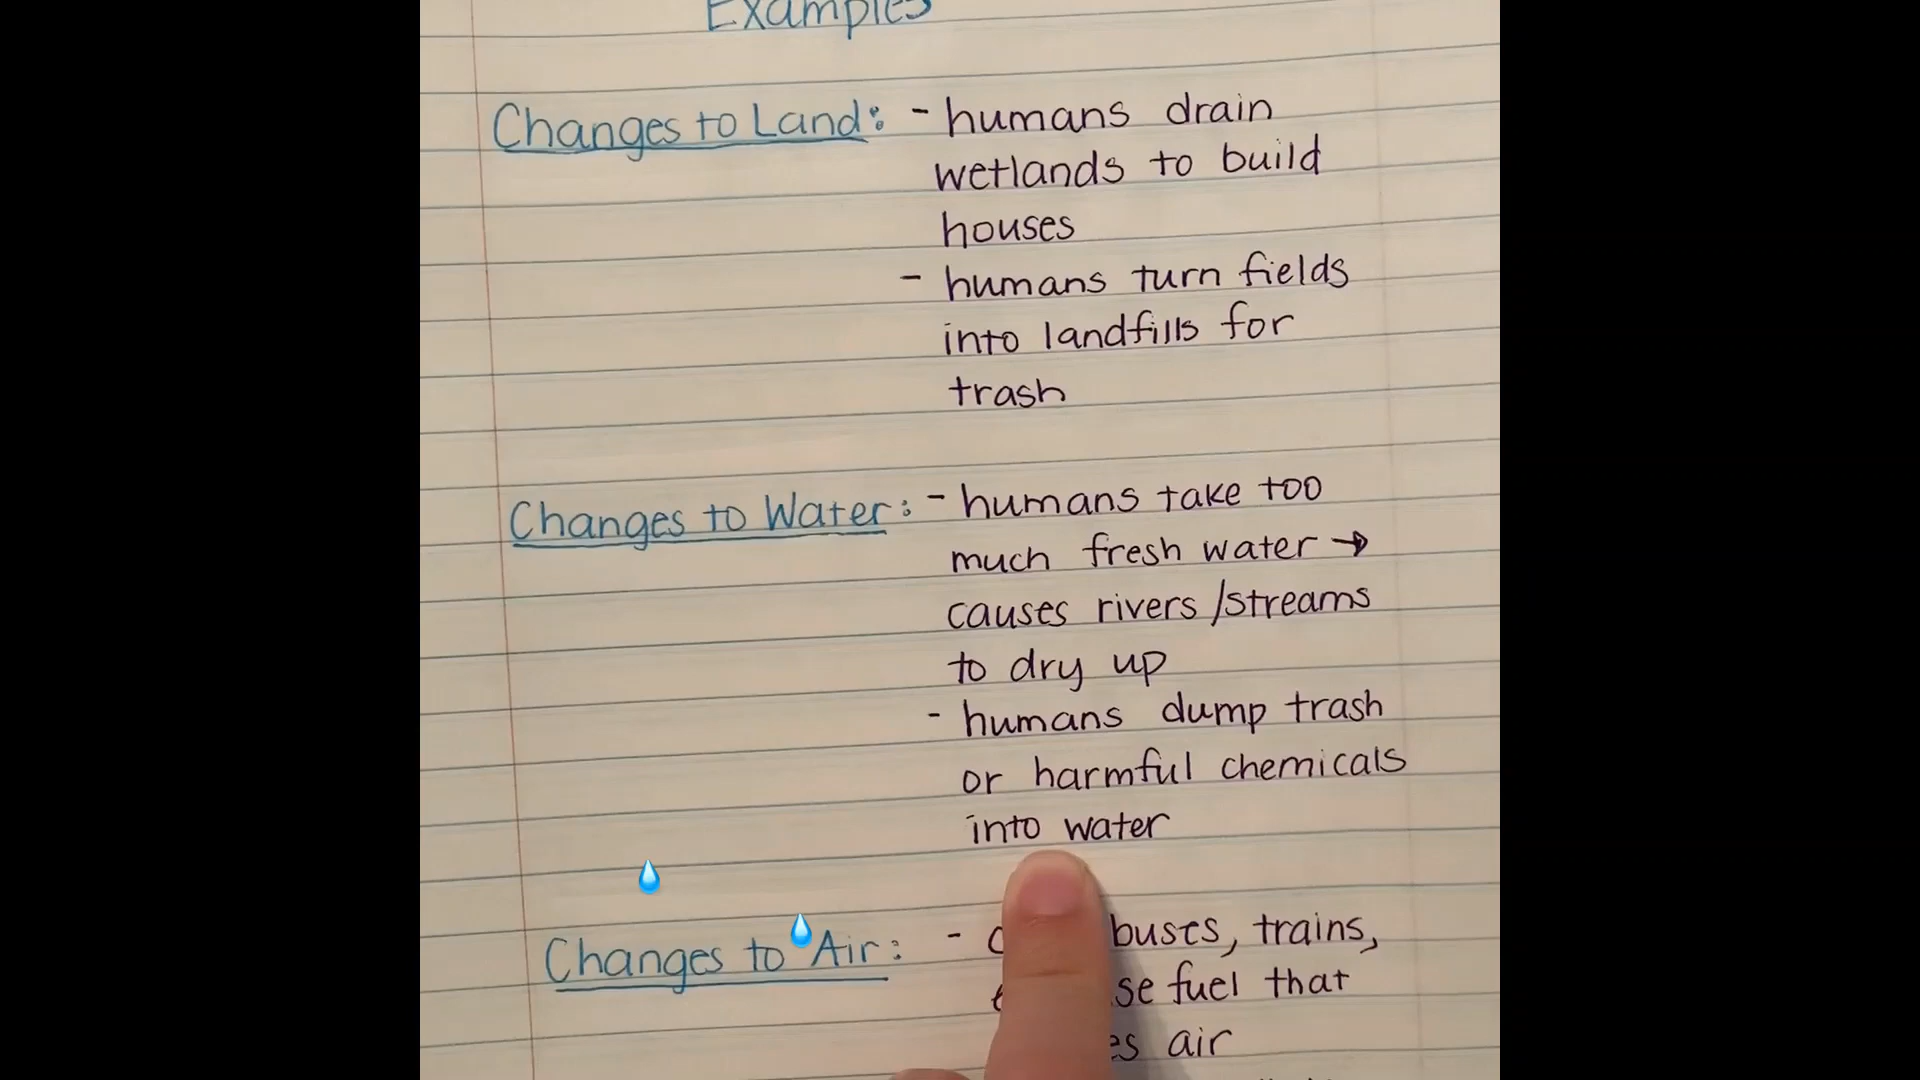 Examples
Changes to Land: - humans drain
wetlands to build
houses
- humans turn fields
into landfills for
trash
Changes to Water: - humans take too
much fresh water →
causes rivers/streams
to dry up
- humans dump trash
or harmful chemicals
into water
Changes to Air: - buses, trains,
fuel that
air